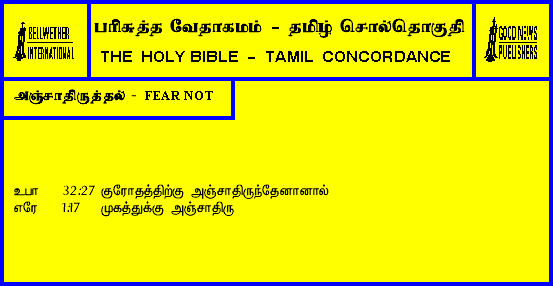 BELLWETHER
INTERNATIONAL
பரிசுத்த வேதாகமம் - தமிழ் சொல்தொகுதி
THE HOLY BIBLE - TAMIL CONCORDANCE
GOOD NEWS
PUBLISHERS
அஞ்சாதிருத்தல் - FEAR NOT
உபா 32:27 குரோதத்திற்கு அஞ்சாதிருந்தேனானால்
எரே 1:17 முகத்துக்கு அஞ்சாதிரு